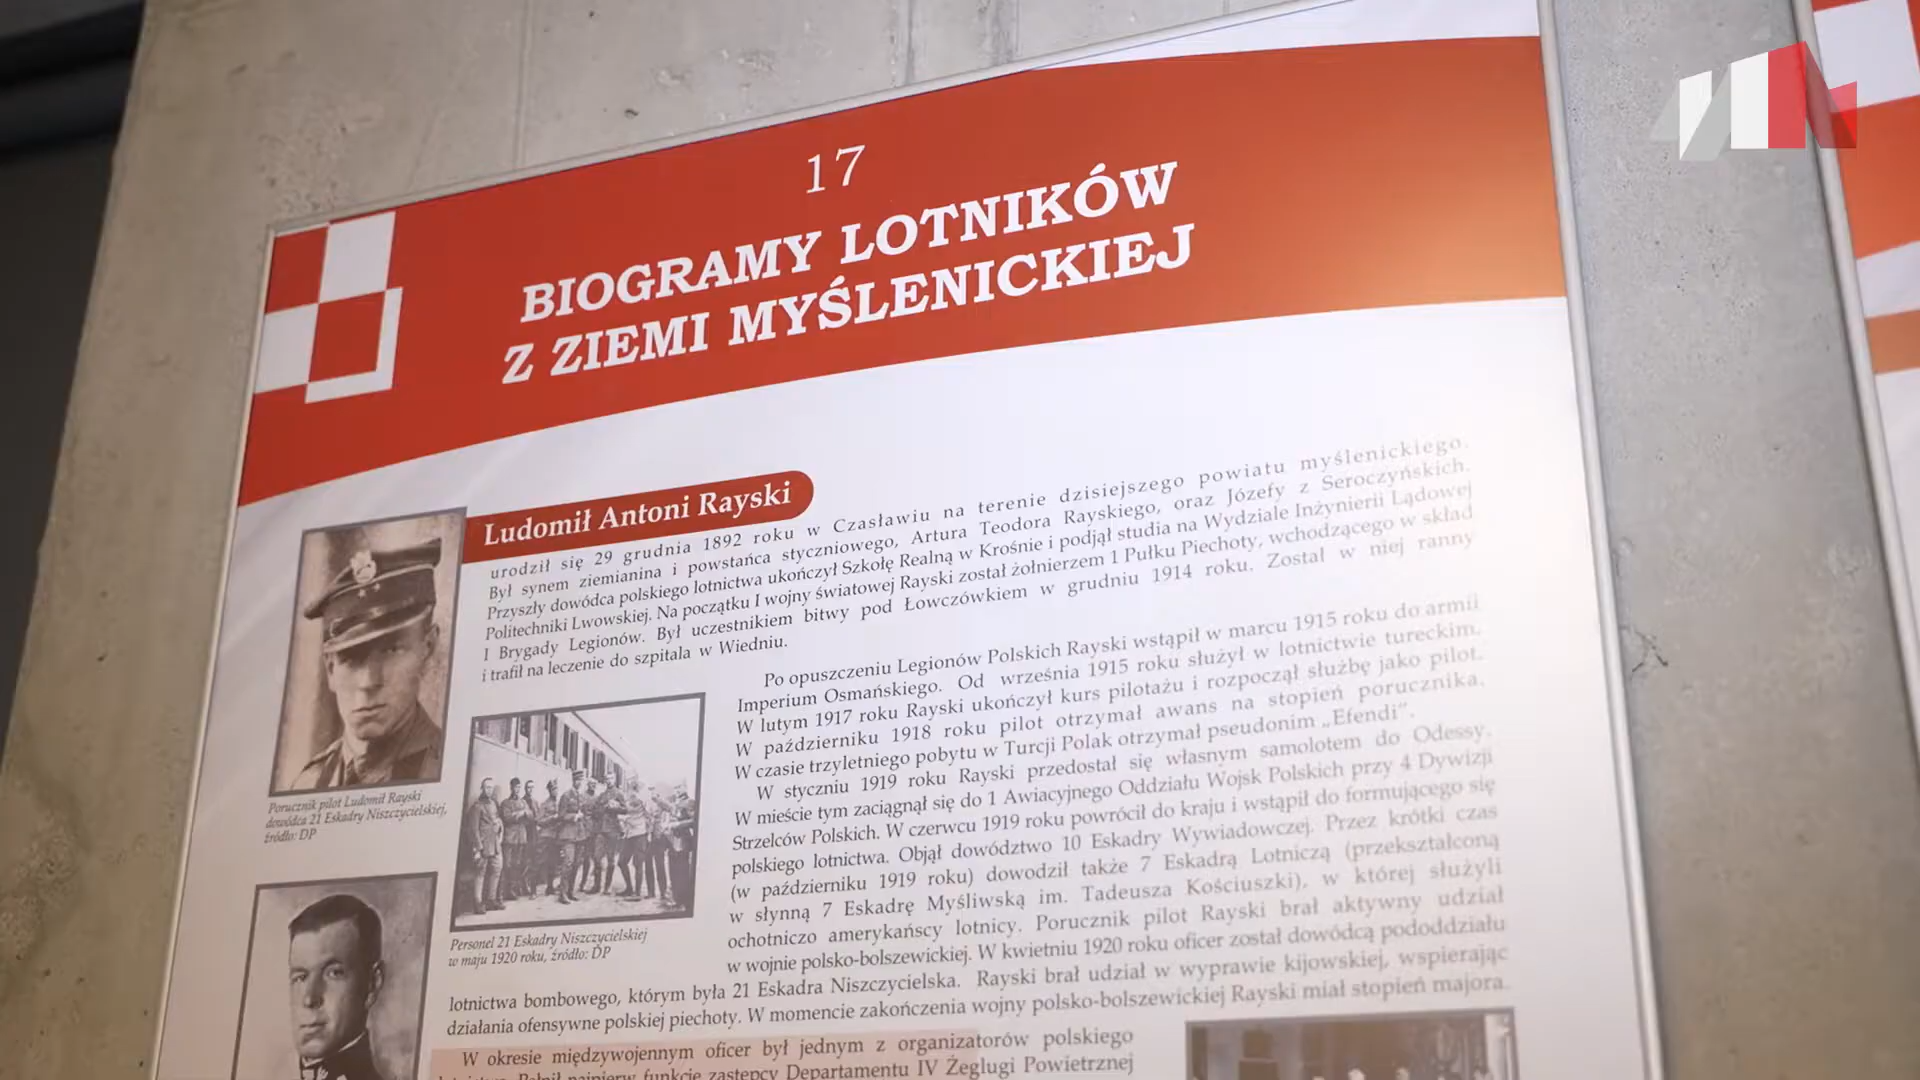 17
BIOGRAMY LOTNIKÓW
Z ZIEMI MYŚLENICKIEJ
Ludomił Antoni Rayski
urodził się 29 grudnia 1892 roku w Czasławiu na terenie dzisiejszego powiatu myślenickiego.
Był synem ziemianina i powstańca styczniowego, Artura Teodora Rayskiego, oraz Józefy z Seroczyńskich.
Przyszły dowódca polskiego lotnictwa ukończył Szkołę Realną w Krośnie i podjął studia na Wydziale Inżynierii Lądowej
Politechniki Lwowskiej. Na początku I wojny światowej Rayski został żołnierzem 1 Pułku Piechoty, wchodzącego w skład
I Brygady Legionów. Był uczestnikiem bitwy pod Łowczówkiem w grudniu 1914 roku. Został w niej ranny
i trafił na leczenie do szpitala w Wiedniu.
Po opuszczeniu Legionów Polskich Rayski wstąpił w marcu 1915 roku do armii
Imperium Osmańskiego. Od września 1915 roku służył w lotnictwie tureckim.
W lutym 1917 roku Rayski ukończył kurs pilotażu i rozpoczął służbę jako pilot.
W październiku 1918 roku pilot otrzymał awans na stopień porucznika.
W czasie trzyletniego pobytu w Turcji Polak otrzymał pseudonim „Efendi”.
W styczniu 1919 roku Rayski przedostał się własnym samolotem do Odessy.
W mieście tym zaciągnął się do 1 Awiacyjnego Oddziału Wojsk Polskich przy 4 Dywizji
Strzelców Polskich. W czerwcu 1919 roku powrócił do kraju i wstąpił do formującego się
polskiego lotnictwa. Objął dowództwo 10 Eskadry Wywiadowczej. Przez krótki czas
(w październiku 1919 roku) dowodził także 7 Eskadrą Lotniczą (przekształconą
w słynną 7 Eskadrę Myśliwską im. Tadeusza Kościuszki), w której służyli
ochotniczo amerykańscy lotnicy. Porucznik pilot Rayski brał aktywny udział
w wojnie polsko-bolszewickiej. W kwietniu 1920 roku oficer został dowódcą pododdziału
lotnictwa bombowego, którym była 21 Eskadra Niszczycielska. Rayski brał udział w wyprawie kijowskiej, wspierając
działania ofensywne polskiej piechoty. W momencie zakończenia wojny polsko-bolszewickiej Rayski miał stopień majora.
Porucznik pilot Ludomił Rayski
dowódca 21 Eskadry Niszczycielskiej,
źródło: DP
Personel 21 Eskadry Niszczycielskiej
w maju 1920 roku, źródło: DP
W okresie międzywojennym oficer był jednym z organizatorów polskiego
Pełnił najpierw funkcję zastępcy Departamentu IV Żeglugi Powietrznej